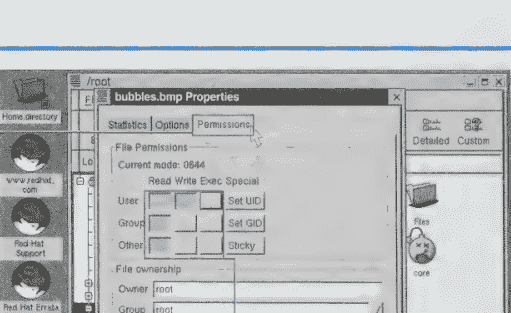 /root
bubbles.bmp Properties
Home directory
Statistics Options Permissions
Detailed Custom
File Permissions
Current mode: 0644
www.redhat.
com
Read Write Exec Special
User Set UID
Files
Group Set GID
Red Hat
Support
Other Sticky
core
File ownership
Owner root
Red Hat Errata
Group root